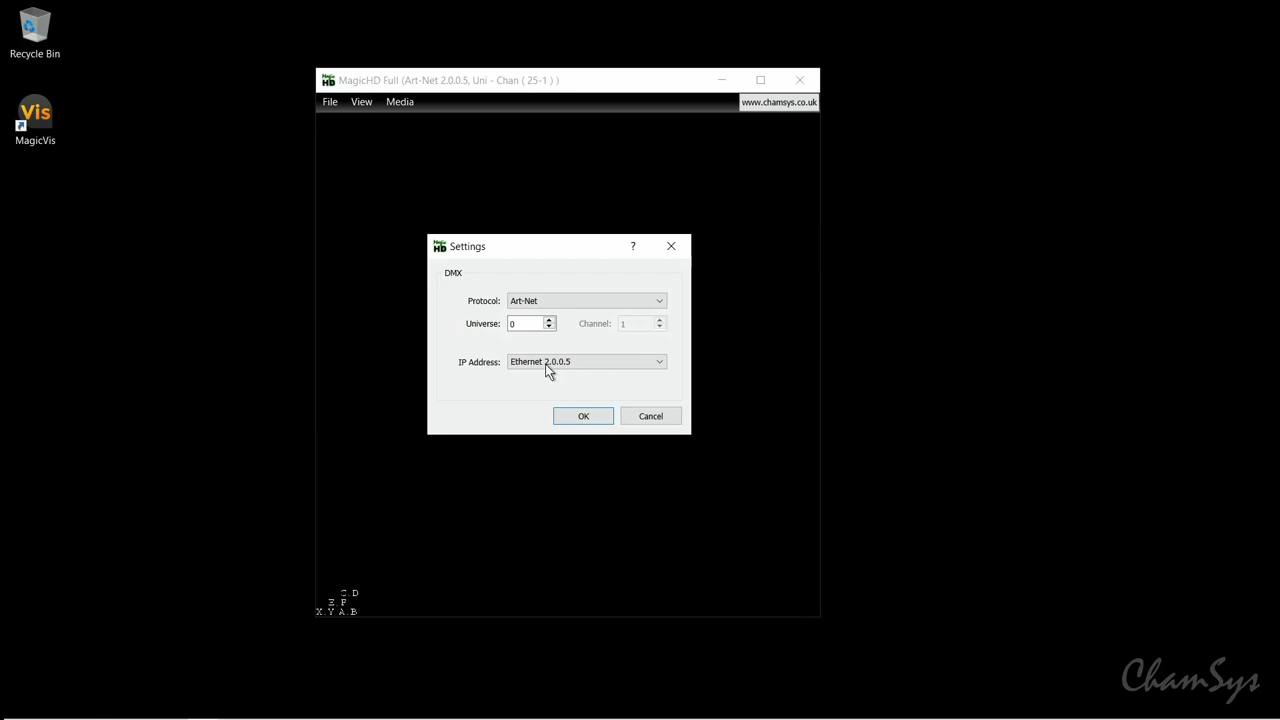 Recycle Bin
Vis
MagicVis
MagicHD Full (Art-Net 2.0.0.5, Uni - Chan ( 25-1 ) )
File View Media
www.chamsys.co.uk
Settings
DMX
Protocol: Art-Net
Universe: 0 Channel: 1
IP Address: Ethernet 2.0.0.5
OK Cancel
C.D
E.F
X.Y A.B
ChamSys